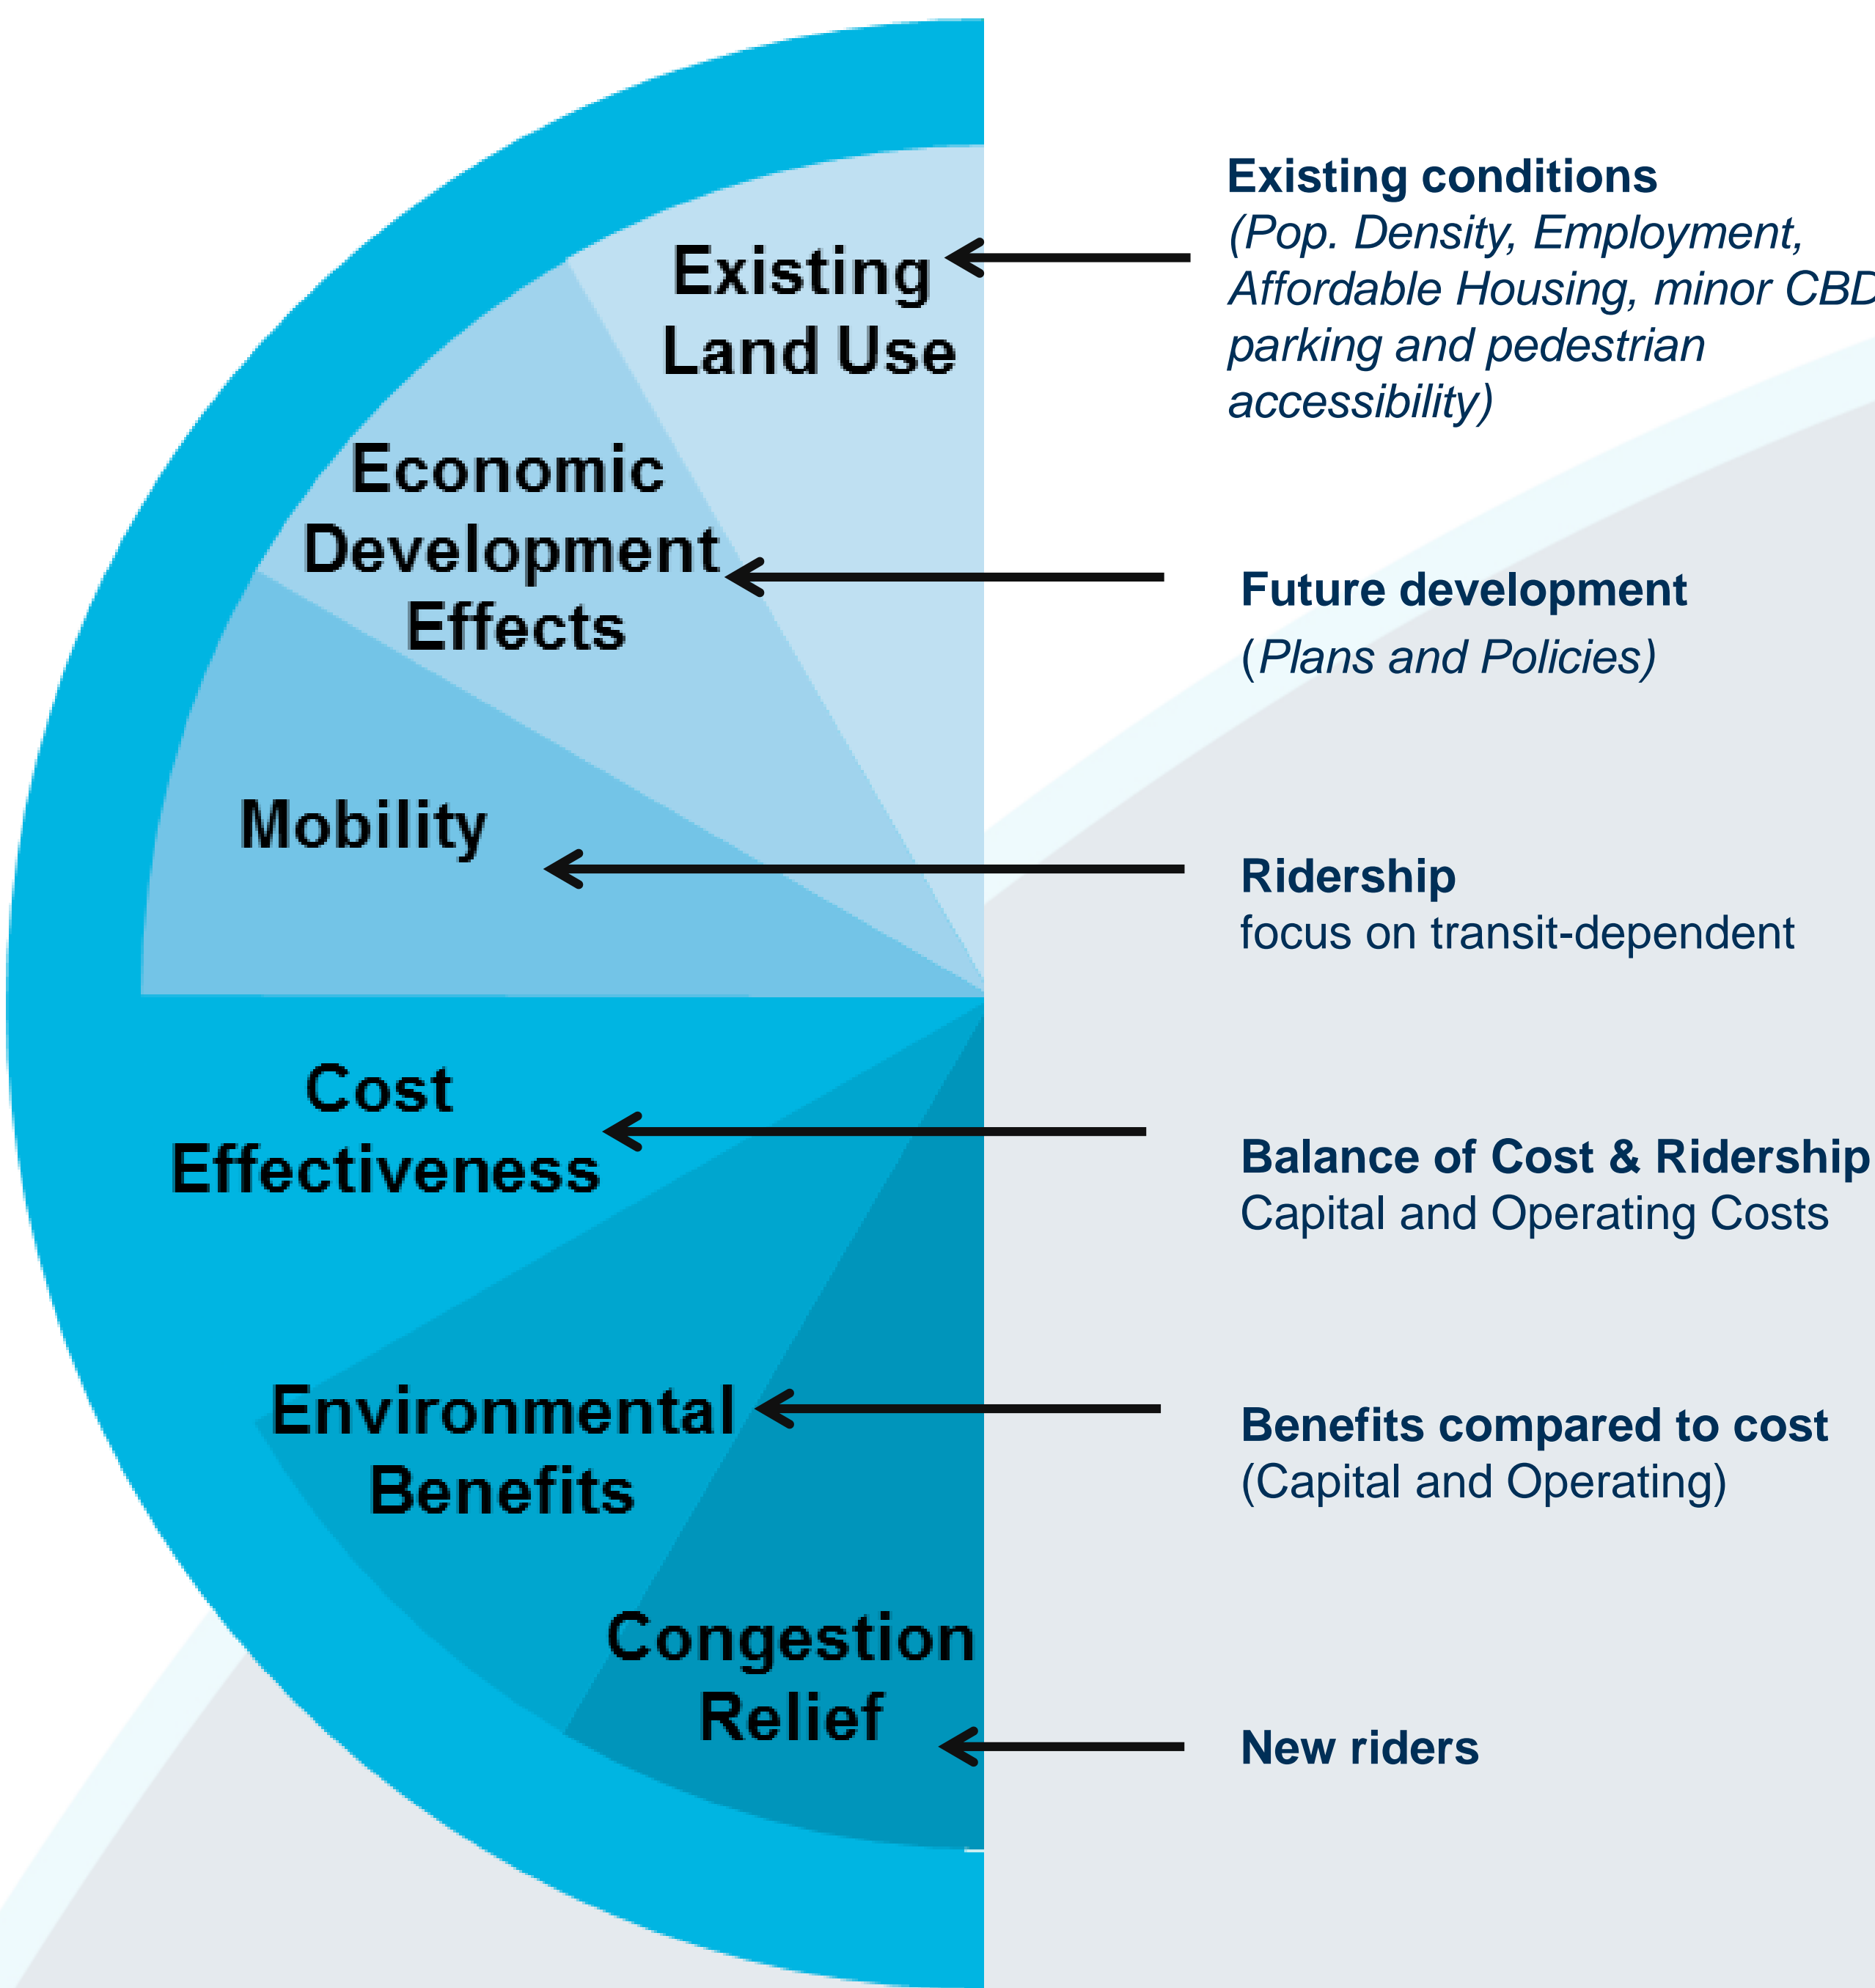 Existing
Land Use
Existing conditions
(Pop. Density, Employment,
Affordable Housing, minor CBD
parking and pedestrian
accessibility)
Economic
Development
Effects
Future development
(Plans and Policies)
Mobility
Ridership
focus on transit-dependent
Cost
Effectiveness
Balance of Cost & Ridership
Capital and Operating Costs
Environmental
Benefits
Benefits compared to cost
(Capital and Operating)
Congestion
Relief
New riders